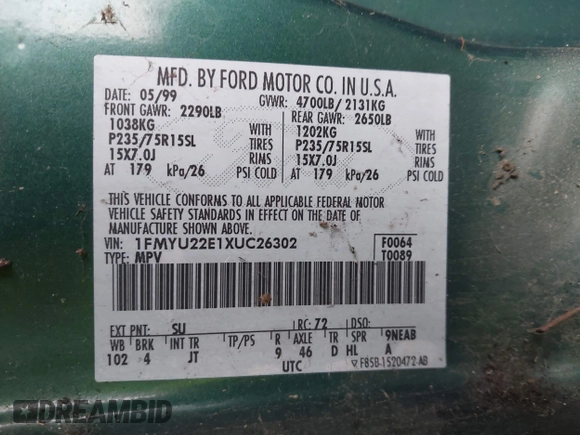 MFD. BY FORD MOTOR CO. IN U.S.A.
DATE: 05/99 GVWR: 4700LB/ 2131KG
FRONT GAWR: 2290LB REAR GAWR: 2650LB
1038KG WITH 1202KG WITH
P235/75R15SL TIRES P235/75R15SL TIRES
15X7.0J RIMS 15X7.0J RIMS
AT 179 kPa/26 PSI COLD AT 179 kPa/26 PSI COLD
THIS VEHICLE CONFORMS TO ALL APPLICABLE FEDERAL MOTOR
VEHICLE SAFETY STANDARDS IN EFFECT ON THE DATE OF
MANUFACTURE SHOWN ABOVE.
VIN: 1FMYU22E1XUC26302 F0064
TYPE: MPV T0089
EXT PNT: SU RC: 72 DSO:
WB BRK INT TR TP/PS R AXLE TR SPR 9NEAB
102 4 JT 9 46 D HL A
UTC F85B-1520472-AB
DREAMBID